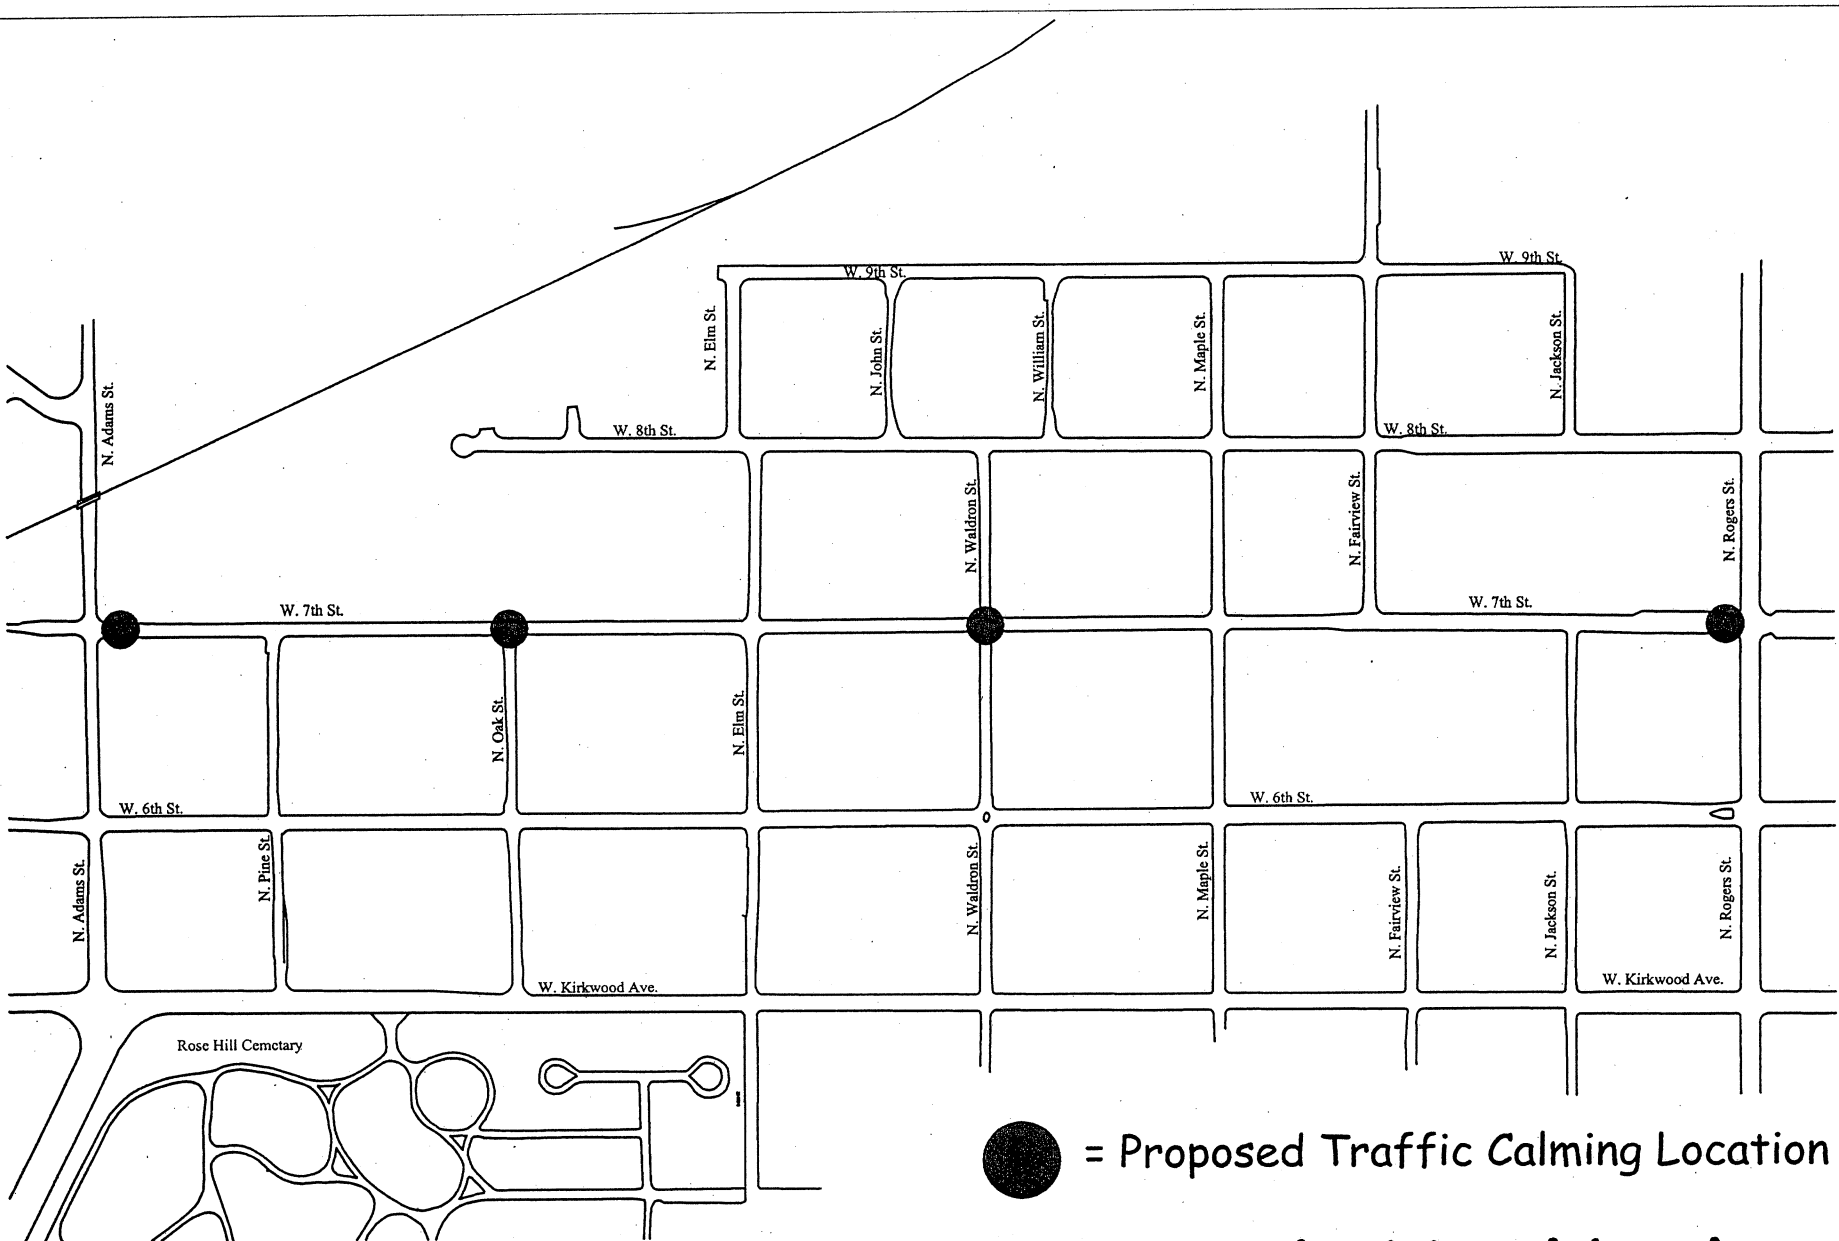 W. 9th St.
W. 9th St.
N. Elm St.
N. John St.
N. William St.
N. Maple St.
N. Jackson St.
N. Adams St.
W. 8th St.
W. 8th St.
N. Waldron St.
N. Fairview St.
N. Rogers St.
W. 7th St.
W. 7th St.
N. Oak St.
N. Elm St.
W. 6th St.
W. 6th St.
N. Adams St.
N. Pine St.
N. Waldron St.
N. Maple St.
N. Fairview St.
N. Jackson St.
N. Rogers St.
W. Kirkwood Ave.
W. Kirkwood Ave.
Rose Hill Cemetary
= Proposed Traffic Calming Location